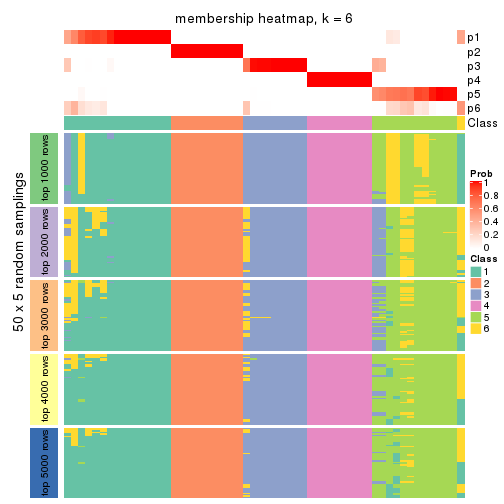 membership heatmap, k = 6
p1
p2
p3
p4
p5
p6
Class
50 x 5 random samplings
top 1000 rows
top 2000 rows
top 3000 rows
top 4000 rows
top 5000 rows
Prob
1
0.8
0.6
0.4
0.2
0
Class
1
2
3
4
5
6